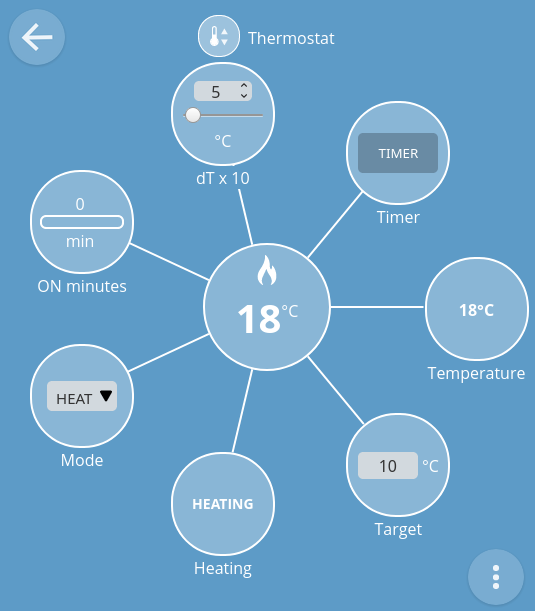 Thermostat
5
°C
dT x 10
TIMER
Timer
0
min
ON minutes
18°C
18°C
Temperature
HEAT
Mode
10 °C
Target
HEATING
Heating